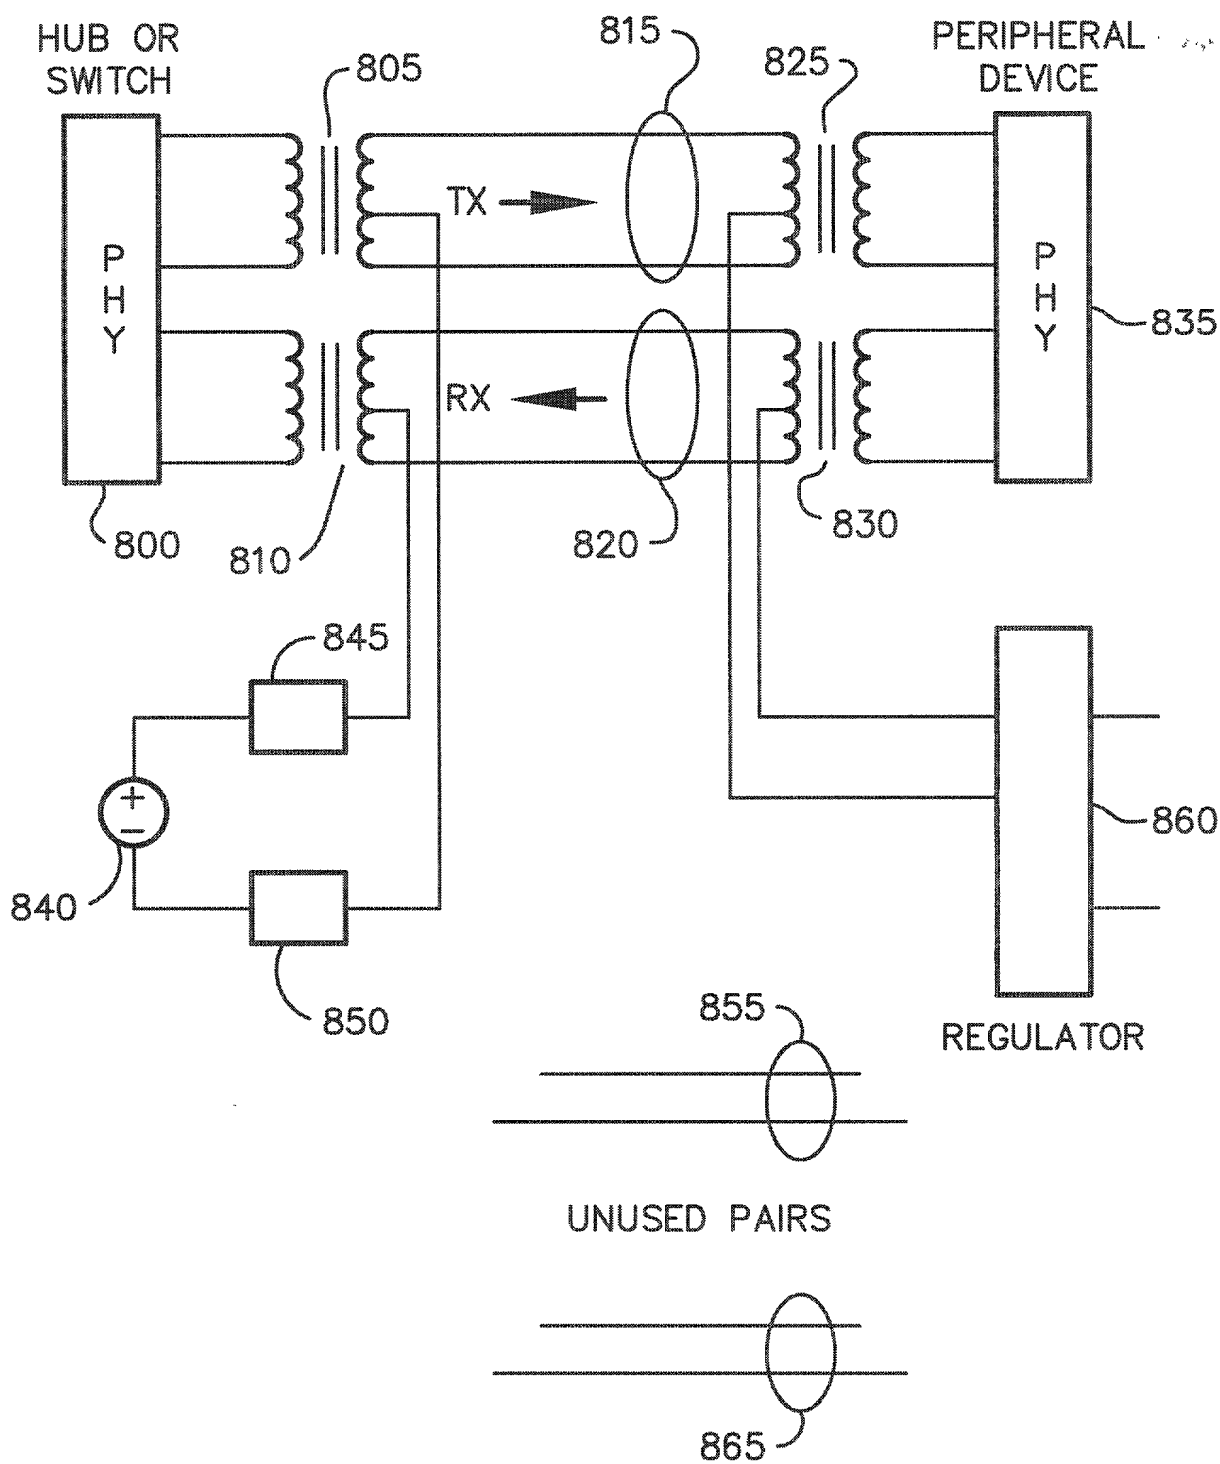 HUB OR
SWITCH
805
815
825
PERIPHERAL
DEVICE
TX
P
H
Y
P
H
Y
835
RX
800
810
820
830
845
+
−
840
850
860
REGULATOR
855
UNUSED PAIRS
865